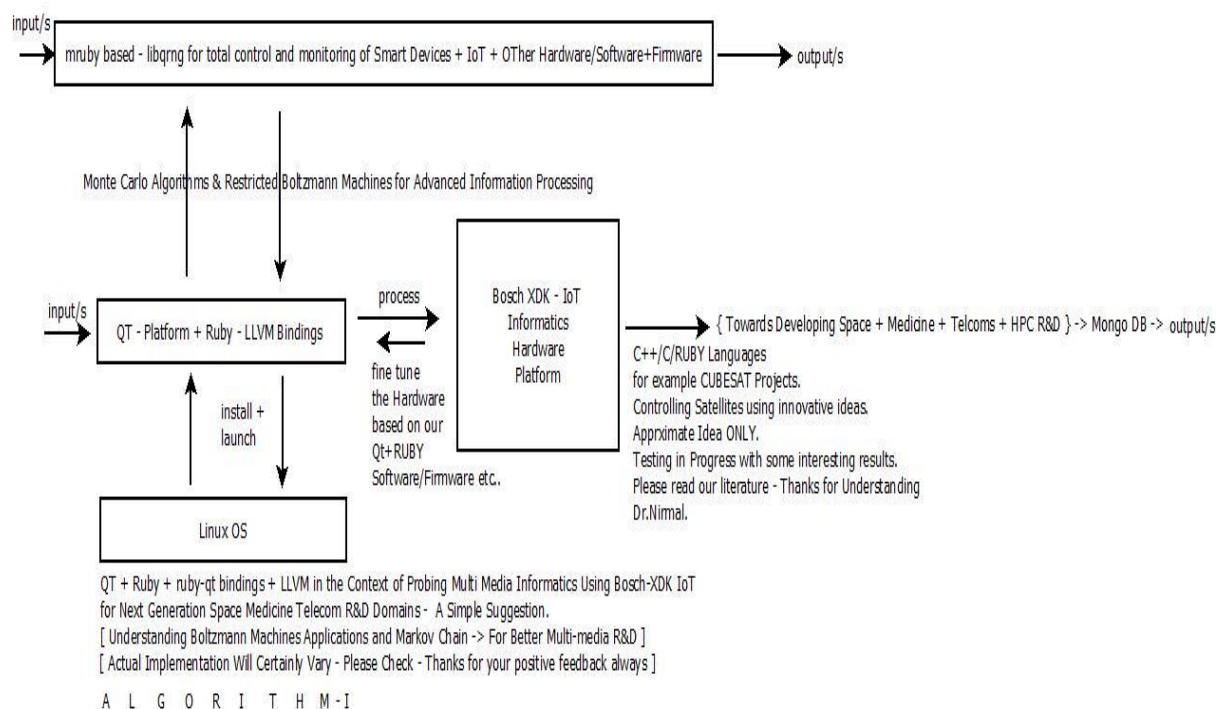 input/s
mruby based - libqrng for total control and monitoring of Smart Devices + IoT + OTher Hardware/Software+Firmware
output/s
Monte Carlo Algorithms & Restricted Boltzmann Machines for Advanced Information Processing
input/s
QT - Platform + Ruby - LLVM Bindings
process
fine tune
the Hardware
based on our
Qt+RUBY
Software/Firmware etc..
Bosch XDK - IoT
Informatics
Hardware
Platform
{ Towards Developing Space + Medicine + Telcoms + HPC R&D } -> Mongo DB -> output/s
C++/C/RUBY Languages
for example CUBESAT Projects.
Controlling Satellites using innovative ideas.
Apprximate Idea ONLY.
Testing in Progress with some interesting results.
Please read our literature - Thanks for Understanding
Dr.Nirmal.
install +
launch
Linux OS
QT + Ruby + ruby-qt bindings + LLVM in the Context of Probing Multi Media Informatics Using Bosch-XDK IoT
for Next Generation Space Medicine Telecom R&D Domains - A Simple Suggestion.
[ Understanding Boltzmann Machines Applications and Markov Chain -> For Better Multi-media R&D ]
[ Actual Implementation Will Certainly Vary - Please Check - Thanks for your positive feedback always ]
A L G O R I T H M - I